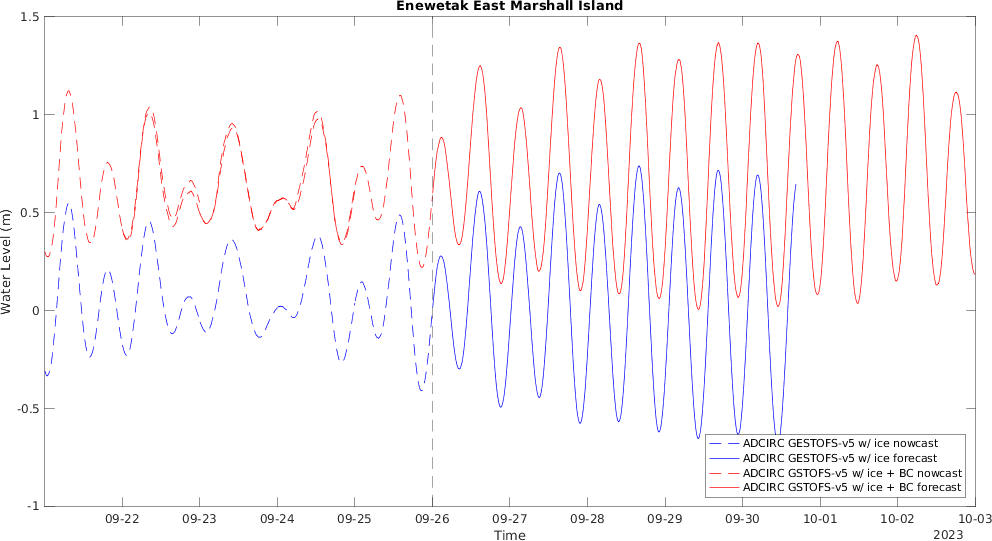 Enewetak East Marshall Island
1.5
1
0.5
0
-0.5
-1
Water Level (m)
ADCIRC GESTOFS-v5 w/ ice nowcast
ADCIRC GESTOFS-v5 w/ ice forecast
ADCIRC GSTOFS-v5 w/ ice + BC nowcast
ADCIRC GSTOFS-v5 w/ ice + BC forecast
09-22 09-23 09-24 09-25 09-26 09-27 09-28 09-29 09-30 10-01 10-02 10-03
Time
2023